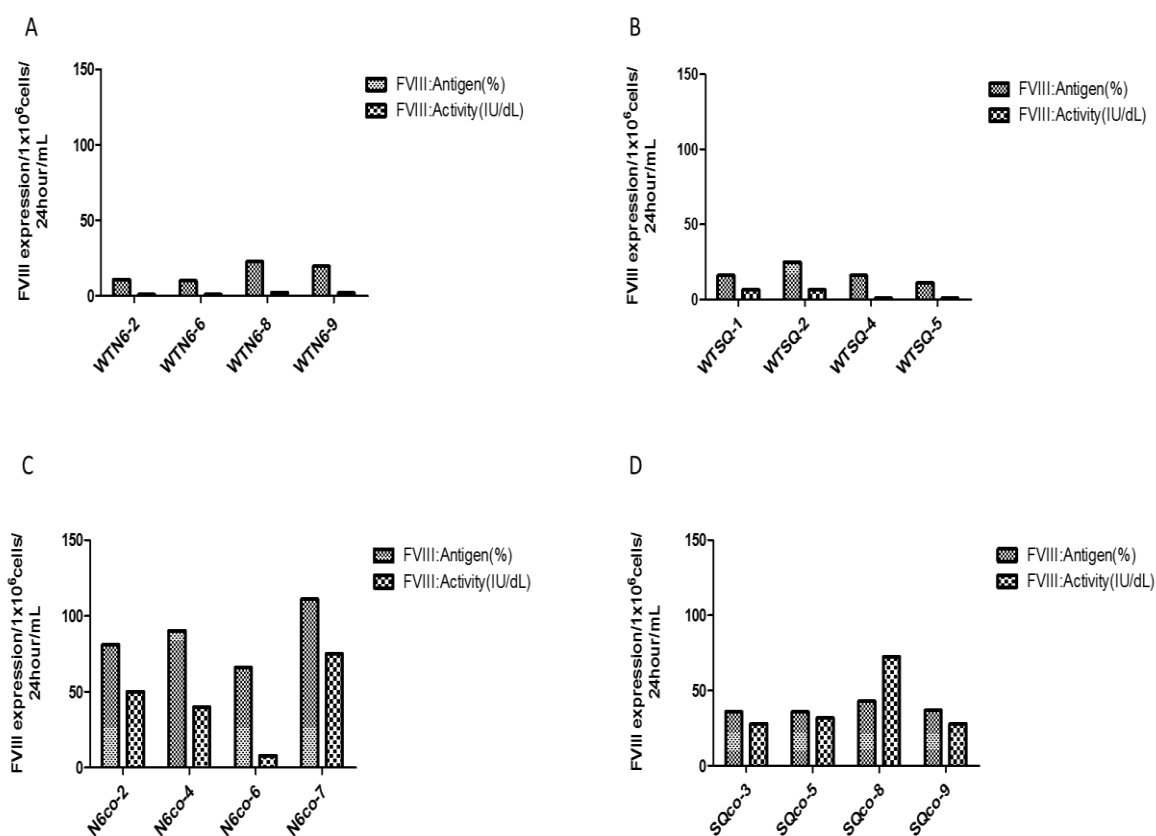 A
FVIII expression/1x10⁶cells/
24hour/mL
150
100
50
0
WTN6-2
WTN6-6
WTN6-8
WTN6-9
FVIII:Antigen(%)
FVIII:Activity(IU/dL)
B
FVIII expression/1x10⁶cells/
24hour/mL
150
100
50
0
WTSQ-1
WTSQ-2
WTSQ-4
WTSQ-5
FVIII:Antigen(%)
FVIII:Activity(IU/dL)
C
FVIII expression/1x10⁶cells/
24hour/mL
150
100
50
0
N6co-2
N6co-4
N6co-6
N6co-7
FVIII:Antigen(%)
FVIII:Activity(IU/dL)
D
FVIII expression/1x10⁶cells/
24hour/mL
150
100
50
0
SQco-3
SQco-5
SQco-8
SQco-9
FVIII:Antigen(%)
FVIII:Activity(IU/dL)